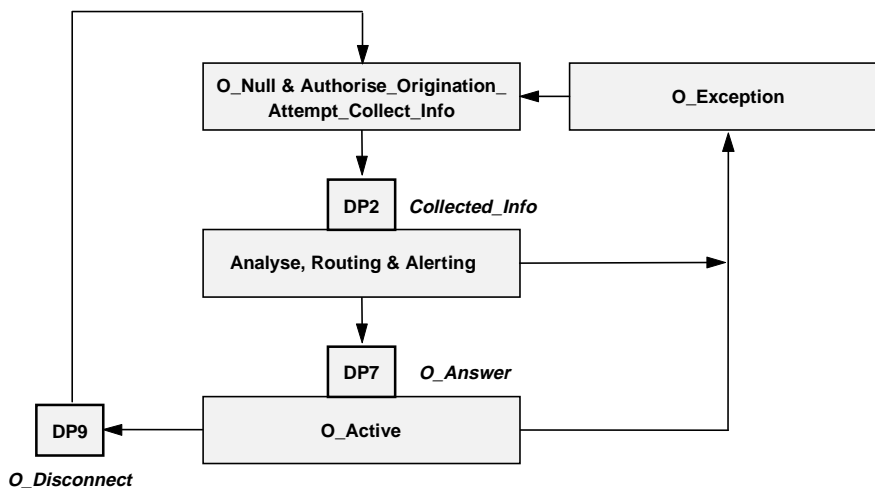 O_Null & Authorise_Origination_
Attempt_Collect_Info
O_Exception
DP2
Collected_Info
Analyse, Routing & Alerting
DP7
O_Answer
DP9
O_Active
O_Disconnect